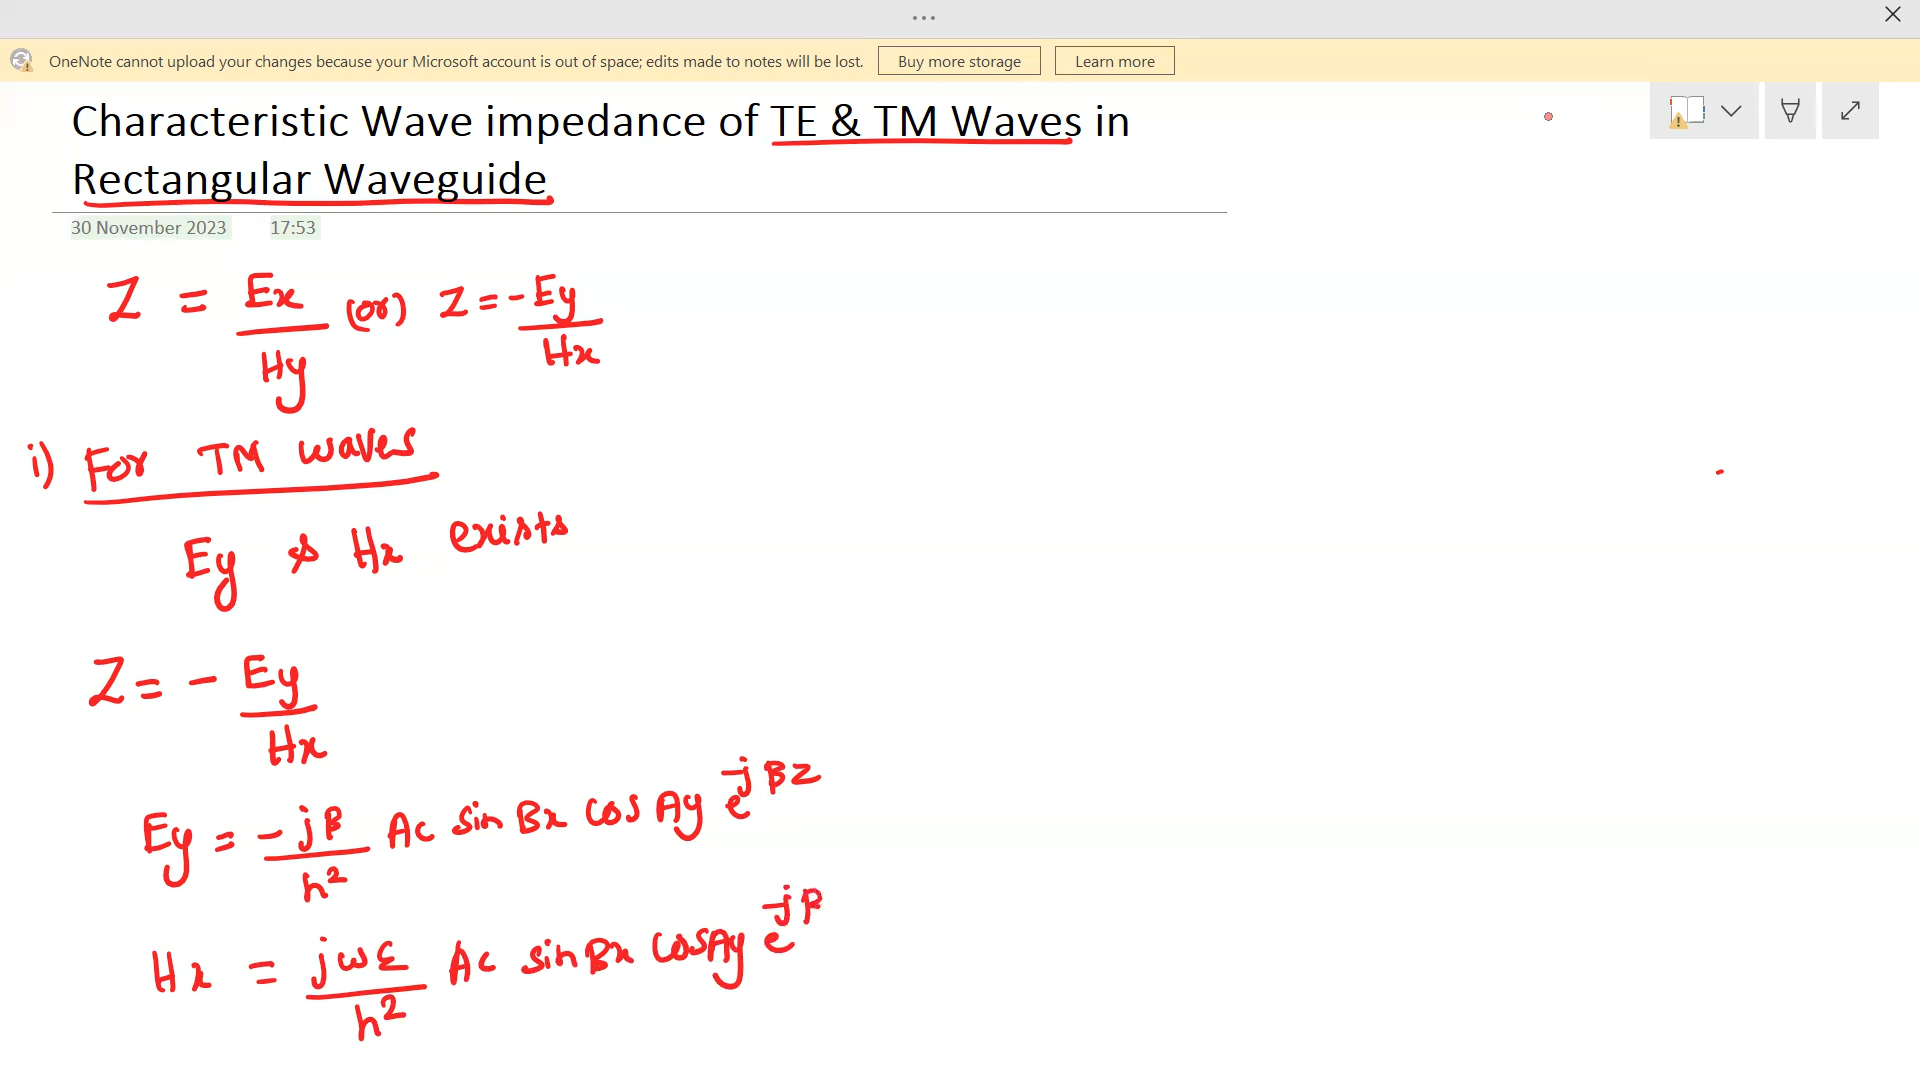 OneNote cannot upload your changes because your Microsoft account is out of space; edits made to notes will be lost. Buy more storage Learn more
Characteristic Wave impedance of TE & TM Waves in
Rectangular Waveguide
30 November 2023 17:53
Z = Ex/Hy (or) Z = -Ey/Hx
i) For TM waves
Ey & Hx exists
Z = - Ey/Hx
Ey = -jβ/h² AC sin Bx cos Ay e^-jβz
Hx = jωε/h² AC sin Bx cos Ay e^-jβ